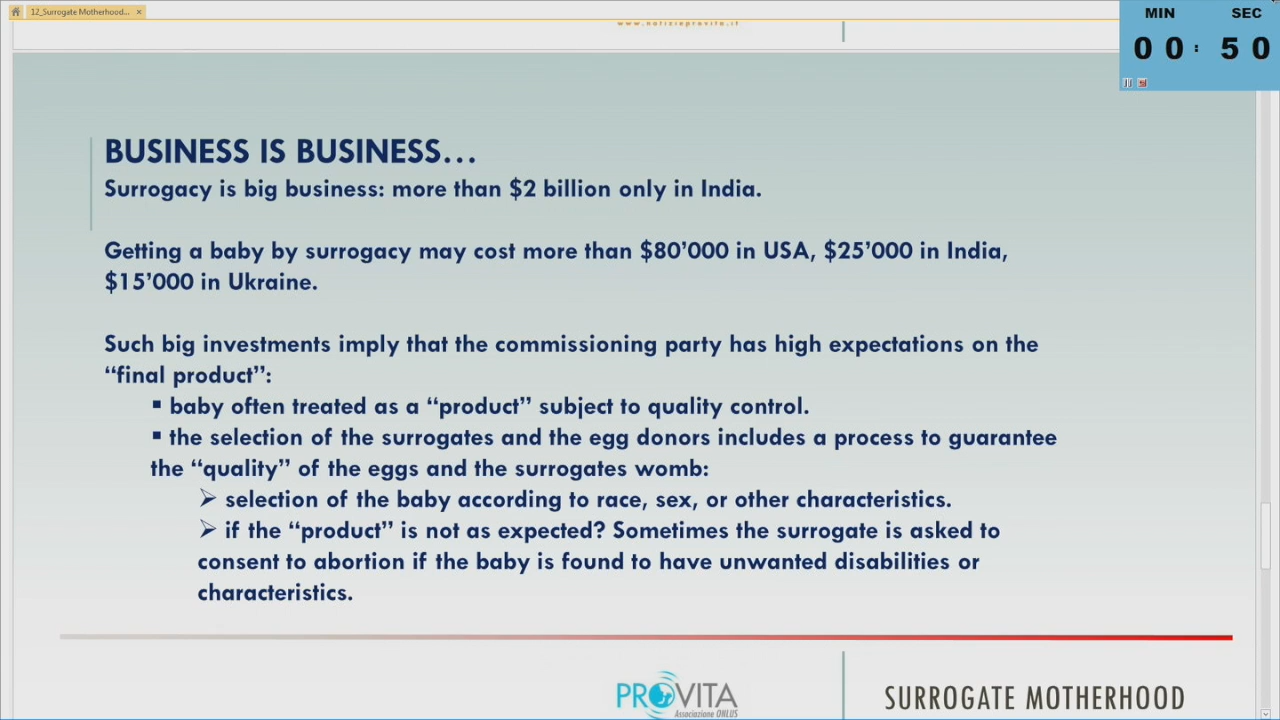 12_Surrogate Motherhood... ×
www.notizieprovita.it
MIN SEC
00:50
BUSINESS IS BUSINESS...
Surrogacy is big business: more than $2 billion only in India.
Getting a baby by surrogacy may cost more than $80’000 in USA, $25’000 in India,
$15’000 in Ukraine.
Such big investments imply that the commissioning party has high expectations on the
“final product”:
▪ baby often treated as a “product” subject to quality control.
▪ the selection of the surrogates and the egg donors includes a process to guarantee
the “quality” of the eggs and the surrogates womb:
➢ selection of the baby according to race, sex, or other characteristics.
➢ if the “product” is not as expected? Sometimes the surrogate is asked to
consent to abortion if the baby is found to have unwanted disabilities or
characteristics.
PROVITA
Associazione ONLUS
SURROGATE MOTHERHOOD